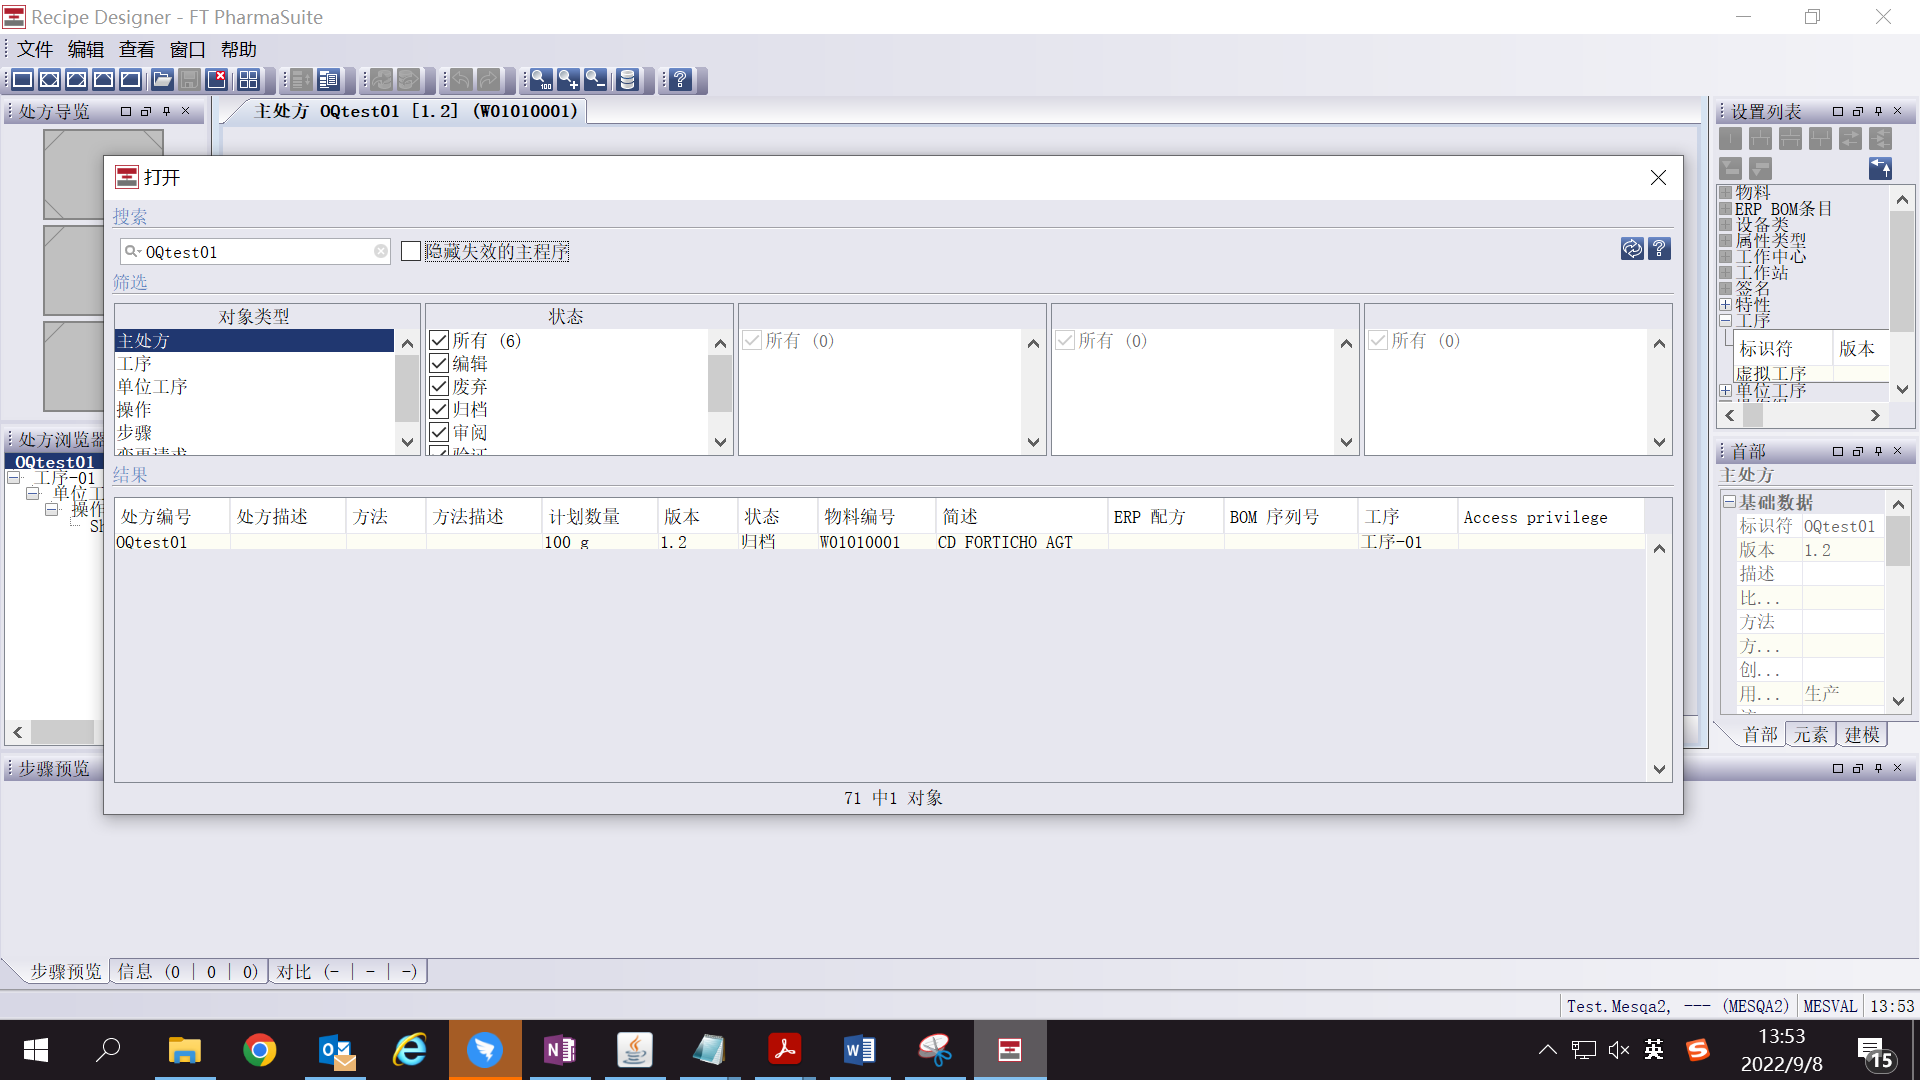 Recipe Designer - FT PharmaSuite
文件 编辑 查看 窗口 帮助
处方导览
主处方 OQtest01 [1.2] (W01010001)
设置列表
物料
ERP BOM条目
设备类
属性类型
工作中心
工作站
签名
特性
工序
标识符 版本
虚拟工序
单位工序
打开
搜索
OQtest01
隐藏失效的主程序
筛选
对象类型
主处方
工序
单位工序
操作
步骤
变更请求
状态
所有 (6)
编辑
废弃
归档
审阅
验证
所有 (0)
所有 (0)
所有 (0)
结果
处方编号 处方描述 方法 方法描述 计划数量 版本 状态 物料编号 简述 ERP 配方 BOM 序列号 工序 Access privilege
OQtest01 100 g 1.2 归档 W01010001 CD FORTICHO AGT 工序-01
71 中1 对象
处方浏览器
OQtest01
工序-01
单位工
操作
Sh
首部
主处方
基础数据
标识符 OQtest01
版本 1.2
描述
比...
方法
方...
创...
用... 生产
首部 元素 建模
步骤预览
步骤预览 信息 (0 | 0 | 0) 对比 (- | - | -)
Test.Mesqa2, --- (MESQA2) MESVAL 13:53
英
13:53
2022/9/8
15